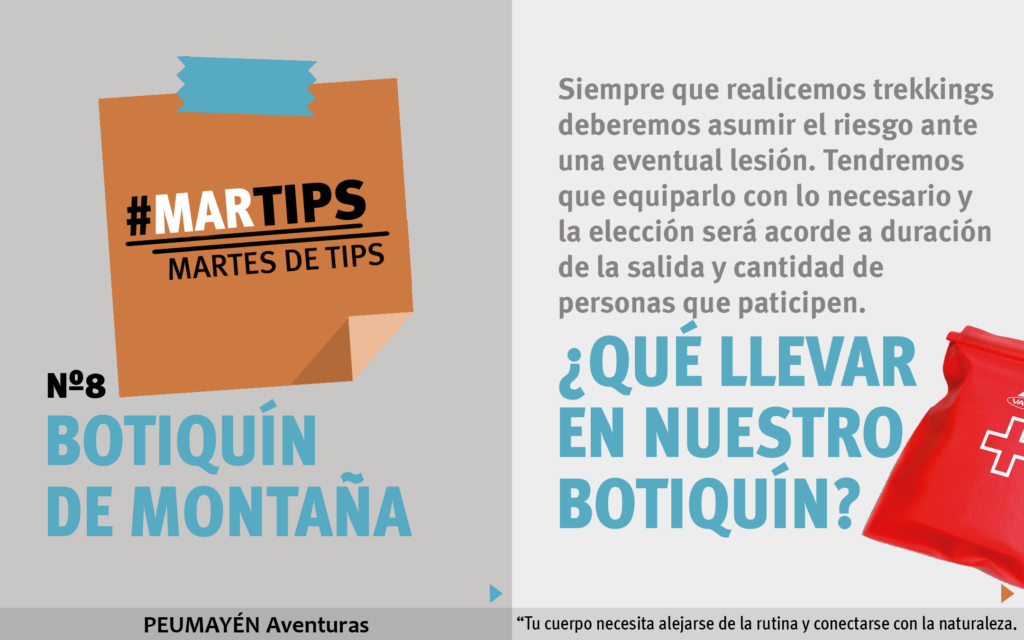 #MARTIPS
MARTES DE TIPS
Nº8
BOTIQUÍN
DE MONTAÑA
PEUMAYÉN Aventuras
Siempre que realicemos trekkings
deberemos asumir el riesgo ante
una eventual lesión. Tendremos
que equiparlo con lo necesario y
la elección será acorde a duración
de la salida y cantidad de
personas que paticipen.
¿QUÉ LLEVAR
EN NUESTRO
BOTIQUÍN?
“Tu cuerpo necesita alejarse de la rutina y conectarse con la naturaleza.